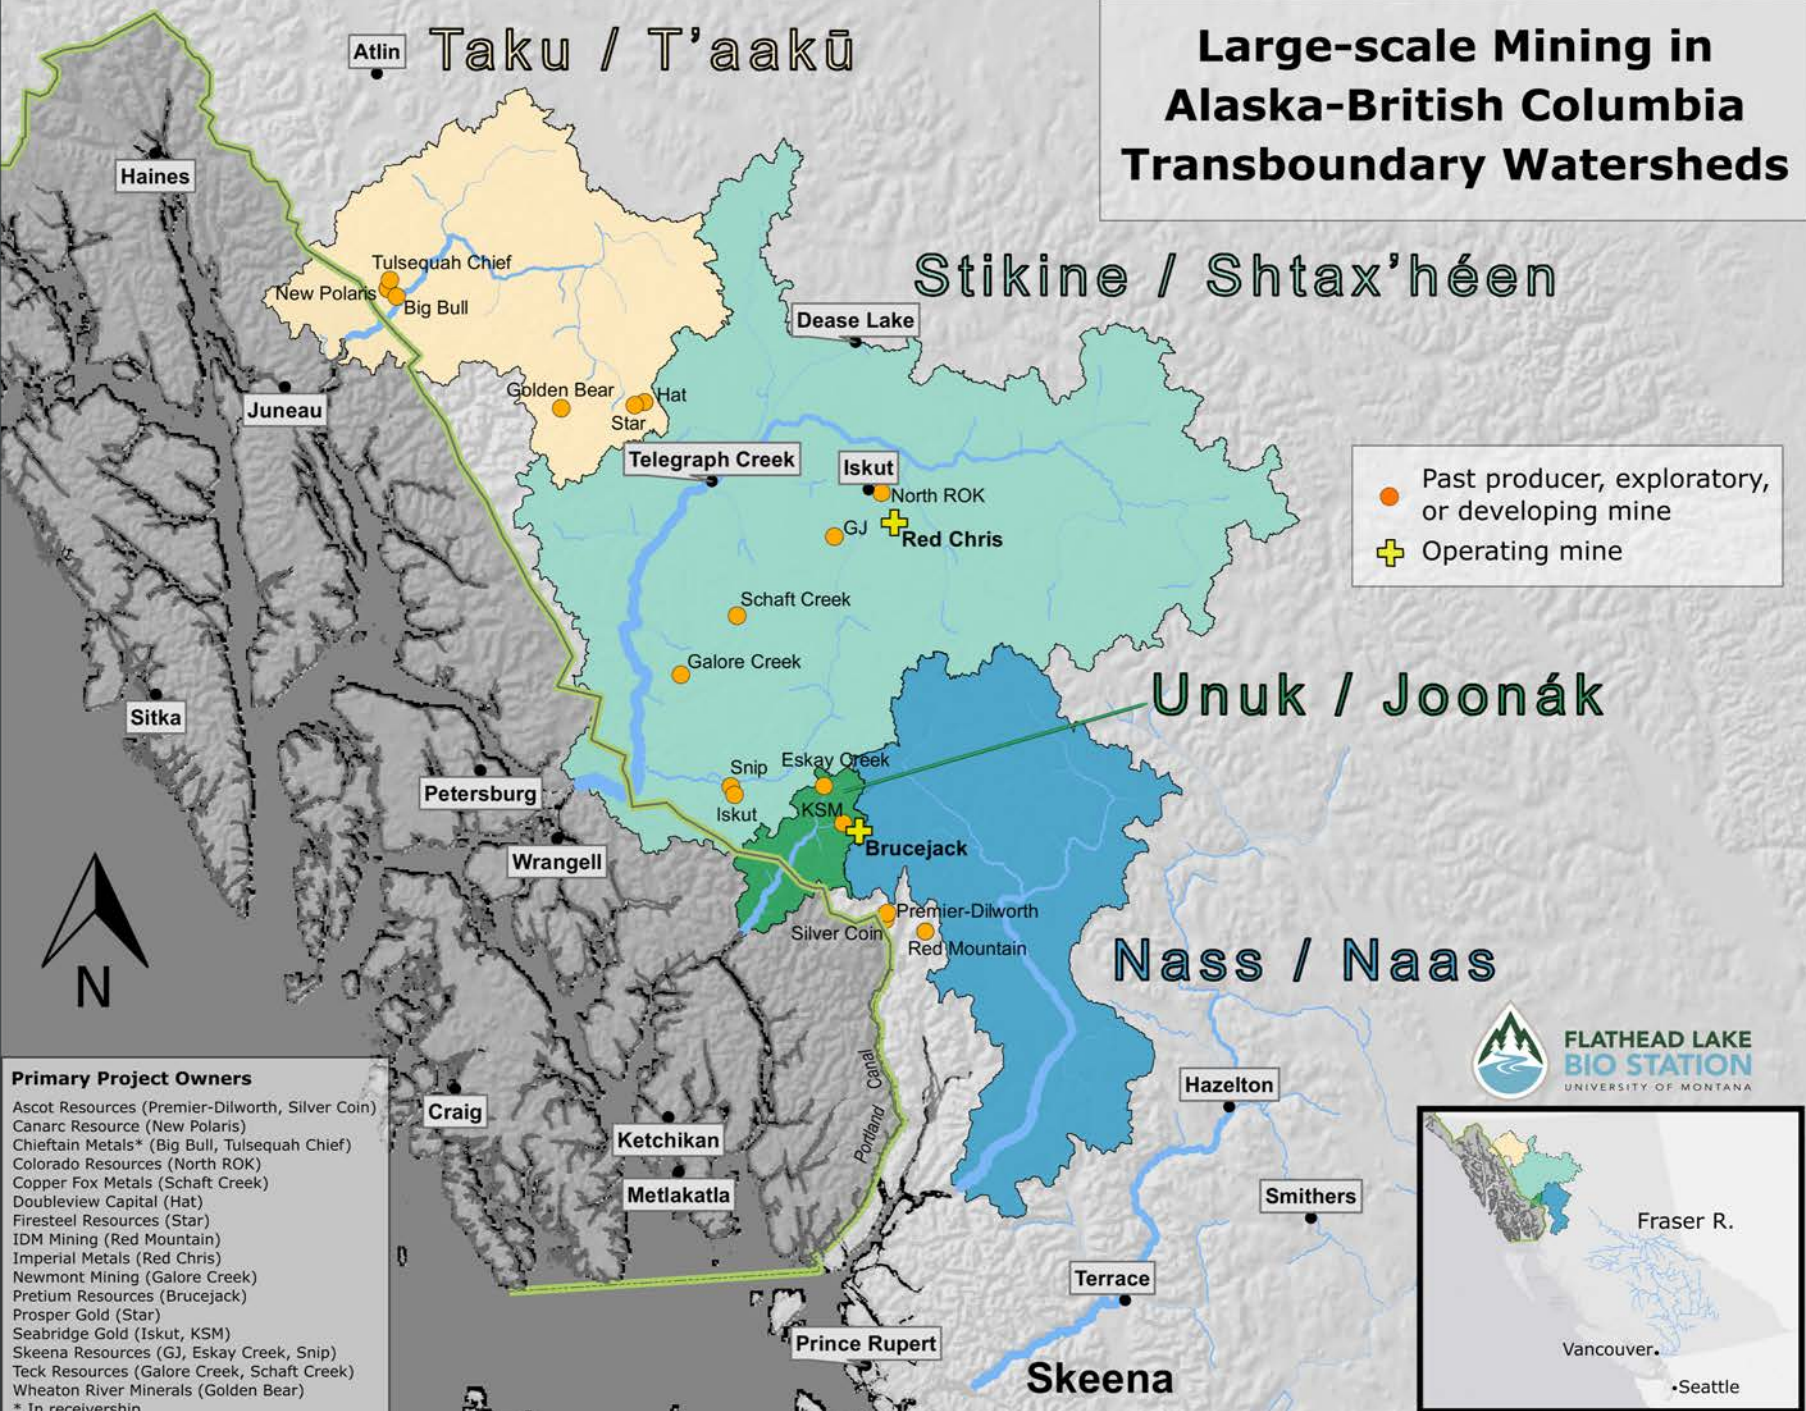 Large-scale Mining in
Alaska-British Columbia
Transboundary Watersheds
Atlin
Taku / T’aakū
Haines
Tulsequah Chief
New Polaris
Big Bull
Stikine / Shtax’héen
Dease Lake
Juneau
Golden Bear
Hat
Star
Telegraph Creek
Iskut
North ROK
GJ
Red Chris
Past producer, exploratory,
or developing mine
Operating mine
Schaft Creek
Galore Creek
Unuk / Joonák
Sitka
Petersburg
Snip
Eskay Creek
Iskut
KSM
Brucejack
Wrangell
Premier-Dilworth
Silver Coin
Red Mountain
Nass / Naas
N
FLATHEAD LAKE
BIO STATION
UNIVERSITY OF MONTANA
Portland Canal
Craig
Ketchikan
Metlakatla
Hazelton
Smithers
Terrace
Prince Rupert
Skeena
Primary Project Owners
Ascot Resources (Premier-Dilworth, Silver Coin)
Canarc Resource (New Polaris)
Chieftain Metals* (Big Bull, Tulsequah Chief)
Colorado Resources (North ROK)
Copper Fox Metals (Schaft Creek)
Doubleview Capital (Hat)
Firesteel Resources (Star)
IDM Mining (Red Mountain)
Imperial Metals (Red Chris)
Newmont Mining (Galore Creek)
Pretium Resources (Brucejack)
Prosper Gold (Star)
Seabridge Gold (Iskut, KSM)
Skeena Resources (GJ, Eskay Creek, Snip)
Teck Resources (Galore Creek, Schaft Creek)
Wheaton River Minerals (Golden Bear)
* In receivership
Fraser R.
Vancouver
Seattle